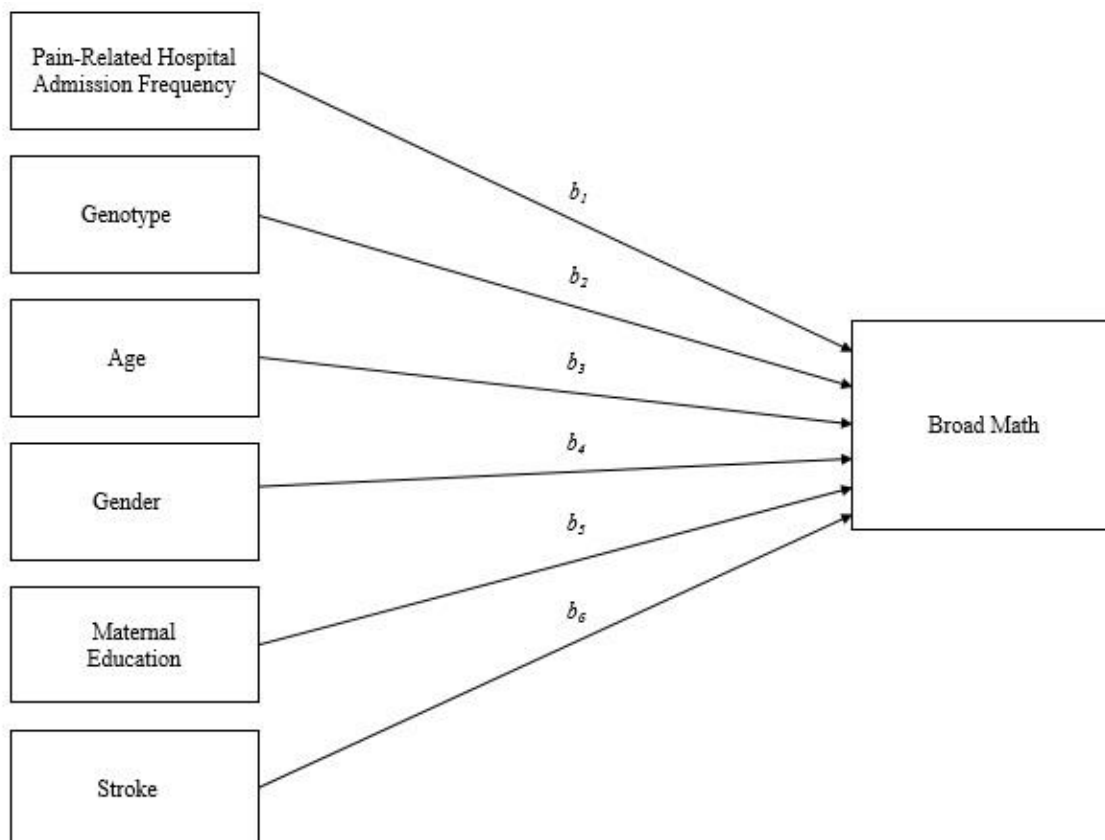 Pain-Related Hospital
Admission Frequency
b₁
Genotype
b₂
Age
b₃
Broad Math
b₄
Gender
b₅
Maternal
Education
b₆
Stroke